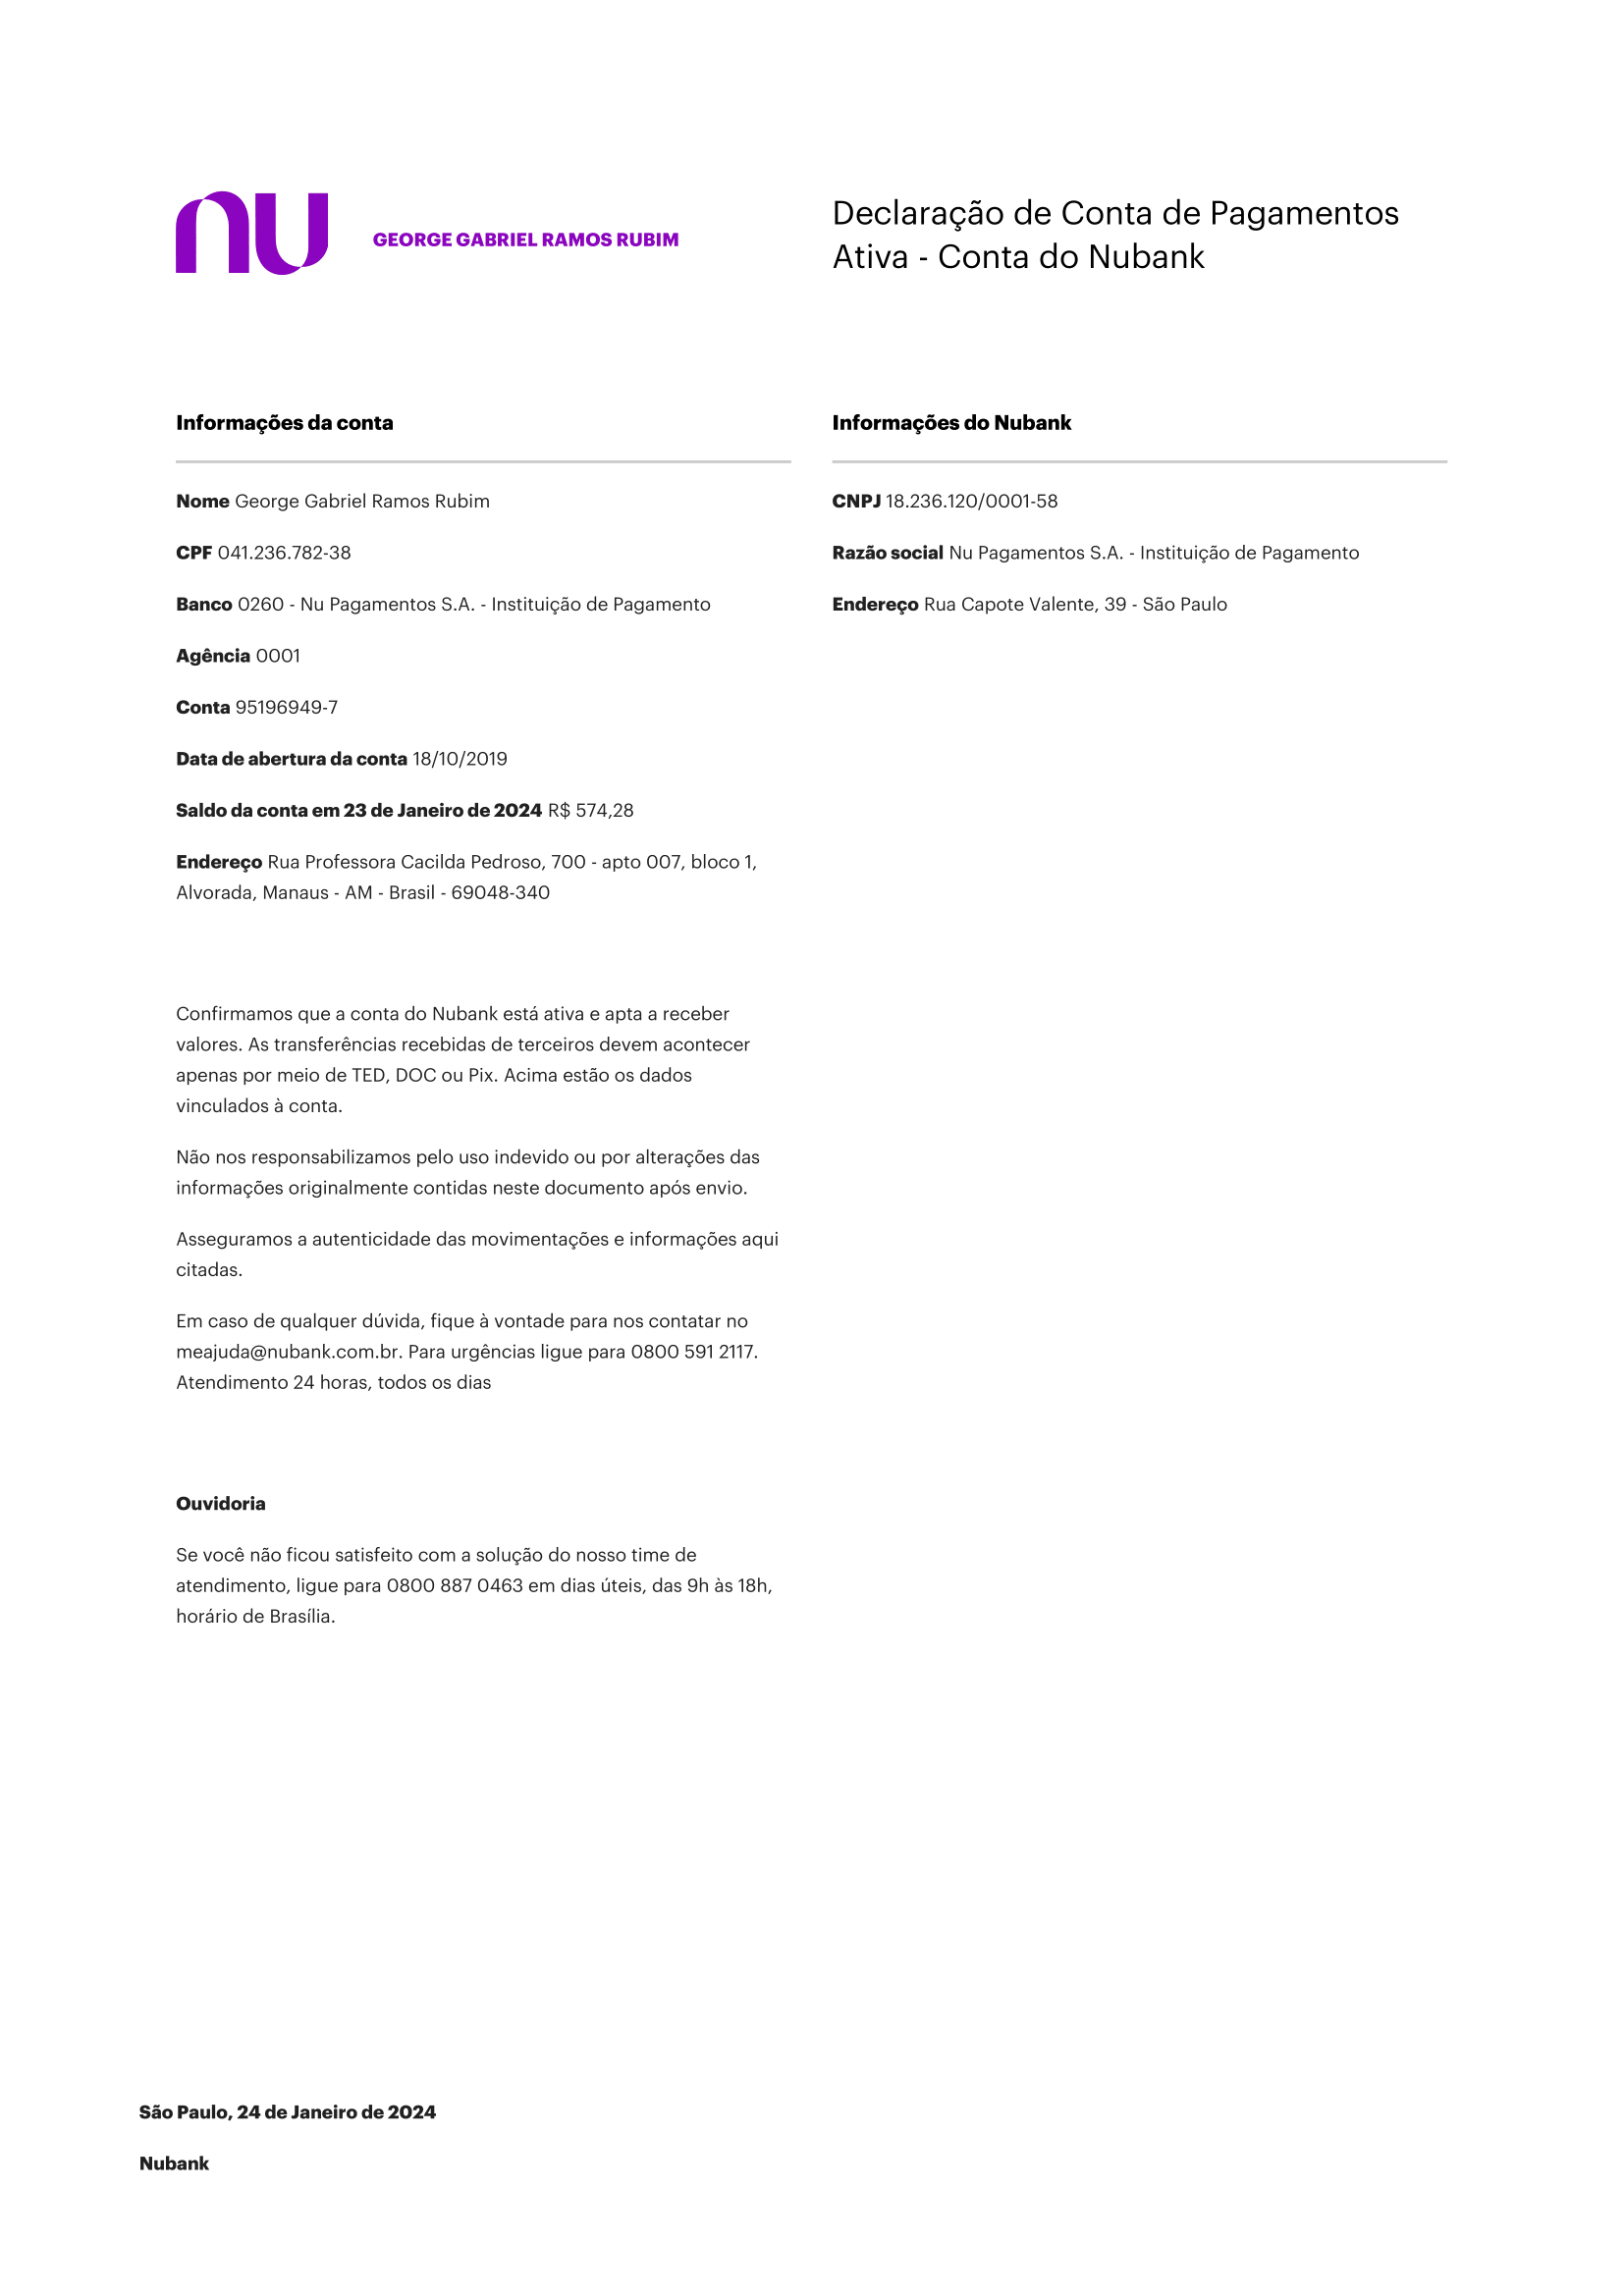 nu
GEORGE GABRIEL RAMOS RUBIM
Declaração de Conta de Pagamentos
Ativa - Conta do Nubank
Informações da conta
Nome George Gabriel Ramos Rubim
CPF 041.236.782-38
Banco 0260 - Nu Pagamentos S.A. - Instituição de Pagamento
Agência 0001
Conta 95196949-7
Data de abertura da conta 18/10/2019
Saldo da conta em 23 de Janeiro de 2024 R$ 574,28
Endereço Rua Professora Cacilda Pedroso, 700 - apto 007, bloco 1,
Alvorada, Manaus - AM - Brasil - 69048-340
Informações do Nubank
CNPJ 18.236.120/0001-58
Razão social Nu Pagamentos S.A. - Instituição de Pagamento
Endereço Rua Capote Valente, 39 - São Paulo
Confirmamos que a conta do Nubank está ativa e apta a receber
valores. As transferências recebidas de terceiros devem acontecer
apenas por meio de TED, DOC ou Pix. Acima estão os dados
vinculados à conta.
Não nos responsabilizamos pelo uso indevido ou por alterações das
informações originalmente contidas neste documento após envio.
Asseguramos a autenticidade das movimentações e informações aqui
citadas.
Em caso de qualquer dúvida, fique à vontade para nos contatar no
meajuda@nubank.com.br. Para urgências ligue para 0800 591 2117.
Atendimento 24 horas, todos os dias
Ouvidoria
Se você não ficou satisfeito com a solução do nosso time de
atendimento, ligue para 0800 887 0463 em dias úteis, das 9h às 18h,
horário de Brasília.
São Paulo, 24 de Janeiro de 2024
Nubank